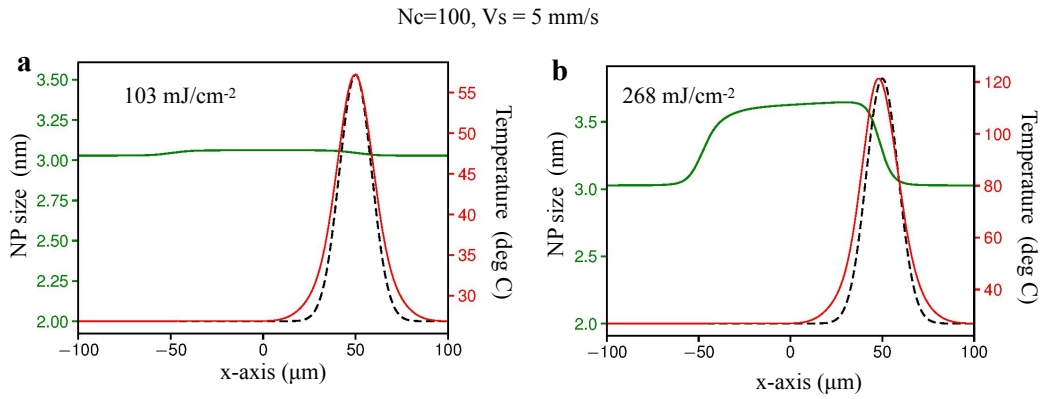 Nc=100, Vs = 5 mm/s
a
103 mJ/cm-2
3.50
3.25
3.00
2.75
2.50
2.25
2.00
NP size (nm)
55
50
45
40
35
30
Temperature (deg C)
−100
−50
0
50
100
x-axis (μm)
b
268 mJ/cm-2
3.5
3.0
2.5
2.0
NP size (nm)
120
100
80
60
40
Temperature (deg C)
−100
−50
0
50
100
x-axis (μm)